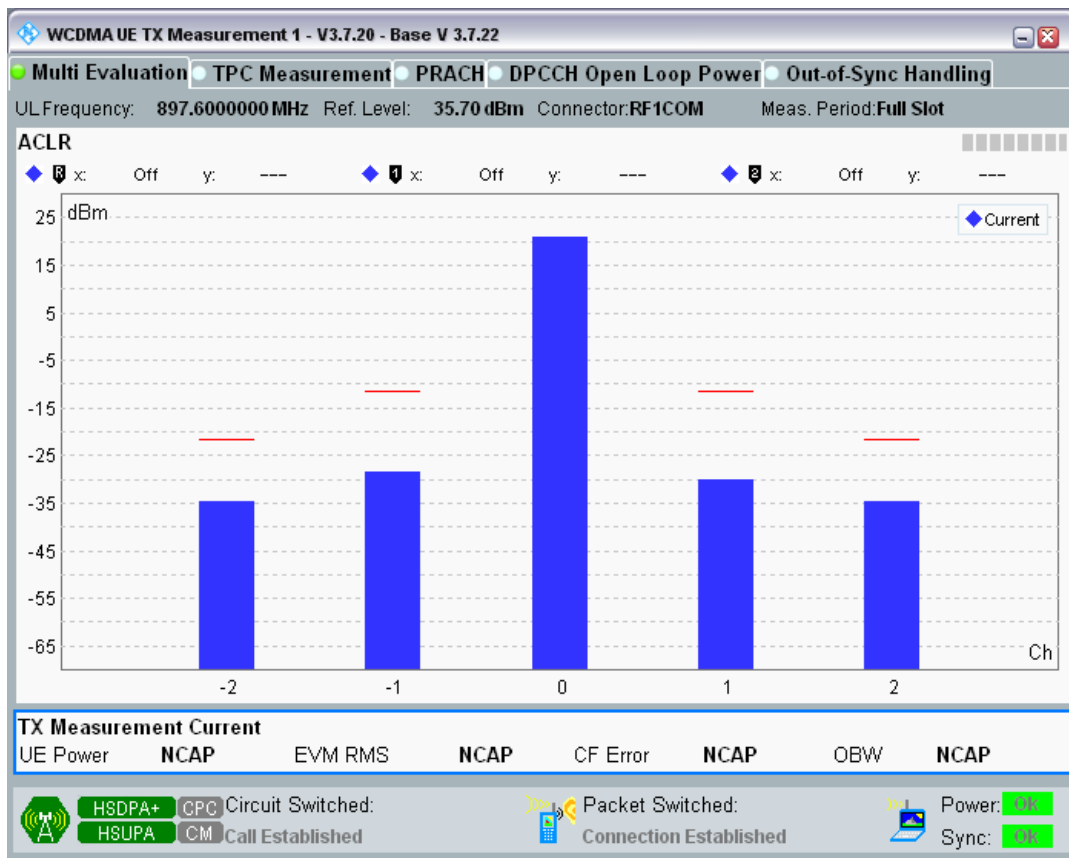 WCDMA UE TX Measurement 1 - V3.7.20 - Base V 3.7.22
Multi Evaluation TPC Measurement PRACH DPCCH Open Loop Power Out-of-Sync Handling
UL Frequency: 897.6000000 MHz Ref. Level: 35.70 dBm Connector: RF1COM Meas. Period: Full Slot
ACLR
R x: Off y: --- 1 x: Off y: --- 2 x: Off y: ---
dBm
Current
25
15
5
-5
-15
-25
-35
-45
-55
-65
Ch
-2 -1 0 1 2
TX Measurement Current
UE Power NCAP EVM RMS NCAP CF Error NCAP OBW NCAP
HSDPA+ CPC Circuit Switched: Packet Switched: Power: Ok
HSUPA CM Call Established Connection Established Sync: Ok